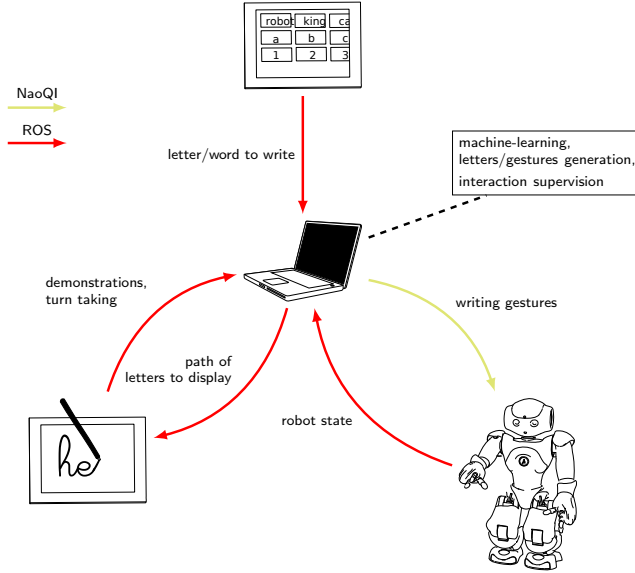 robot king ca
a b c
1 2 3
NaoQI
ROS
letter/word to write
machine-learning,
letters/gestures generation,
interaction supervision
demonstrations,
turn taking
writing gestures
path of
letters to display
robot state
he